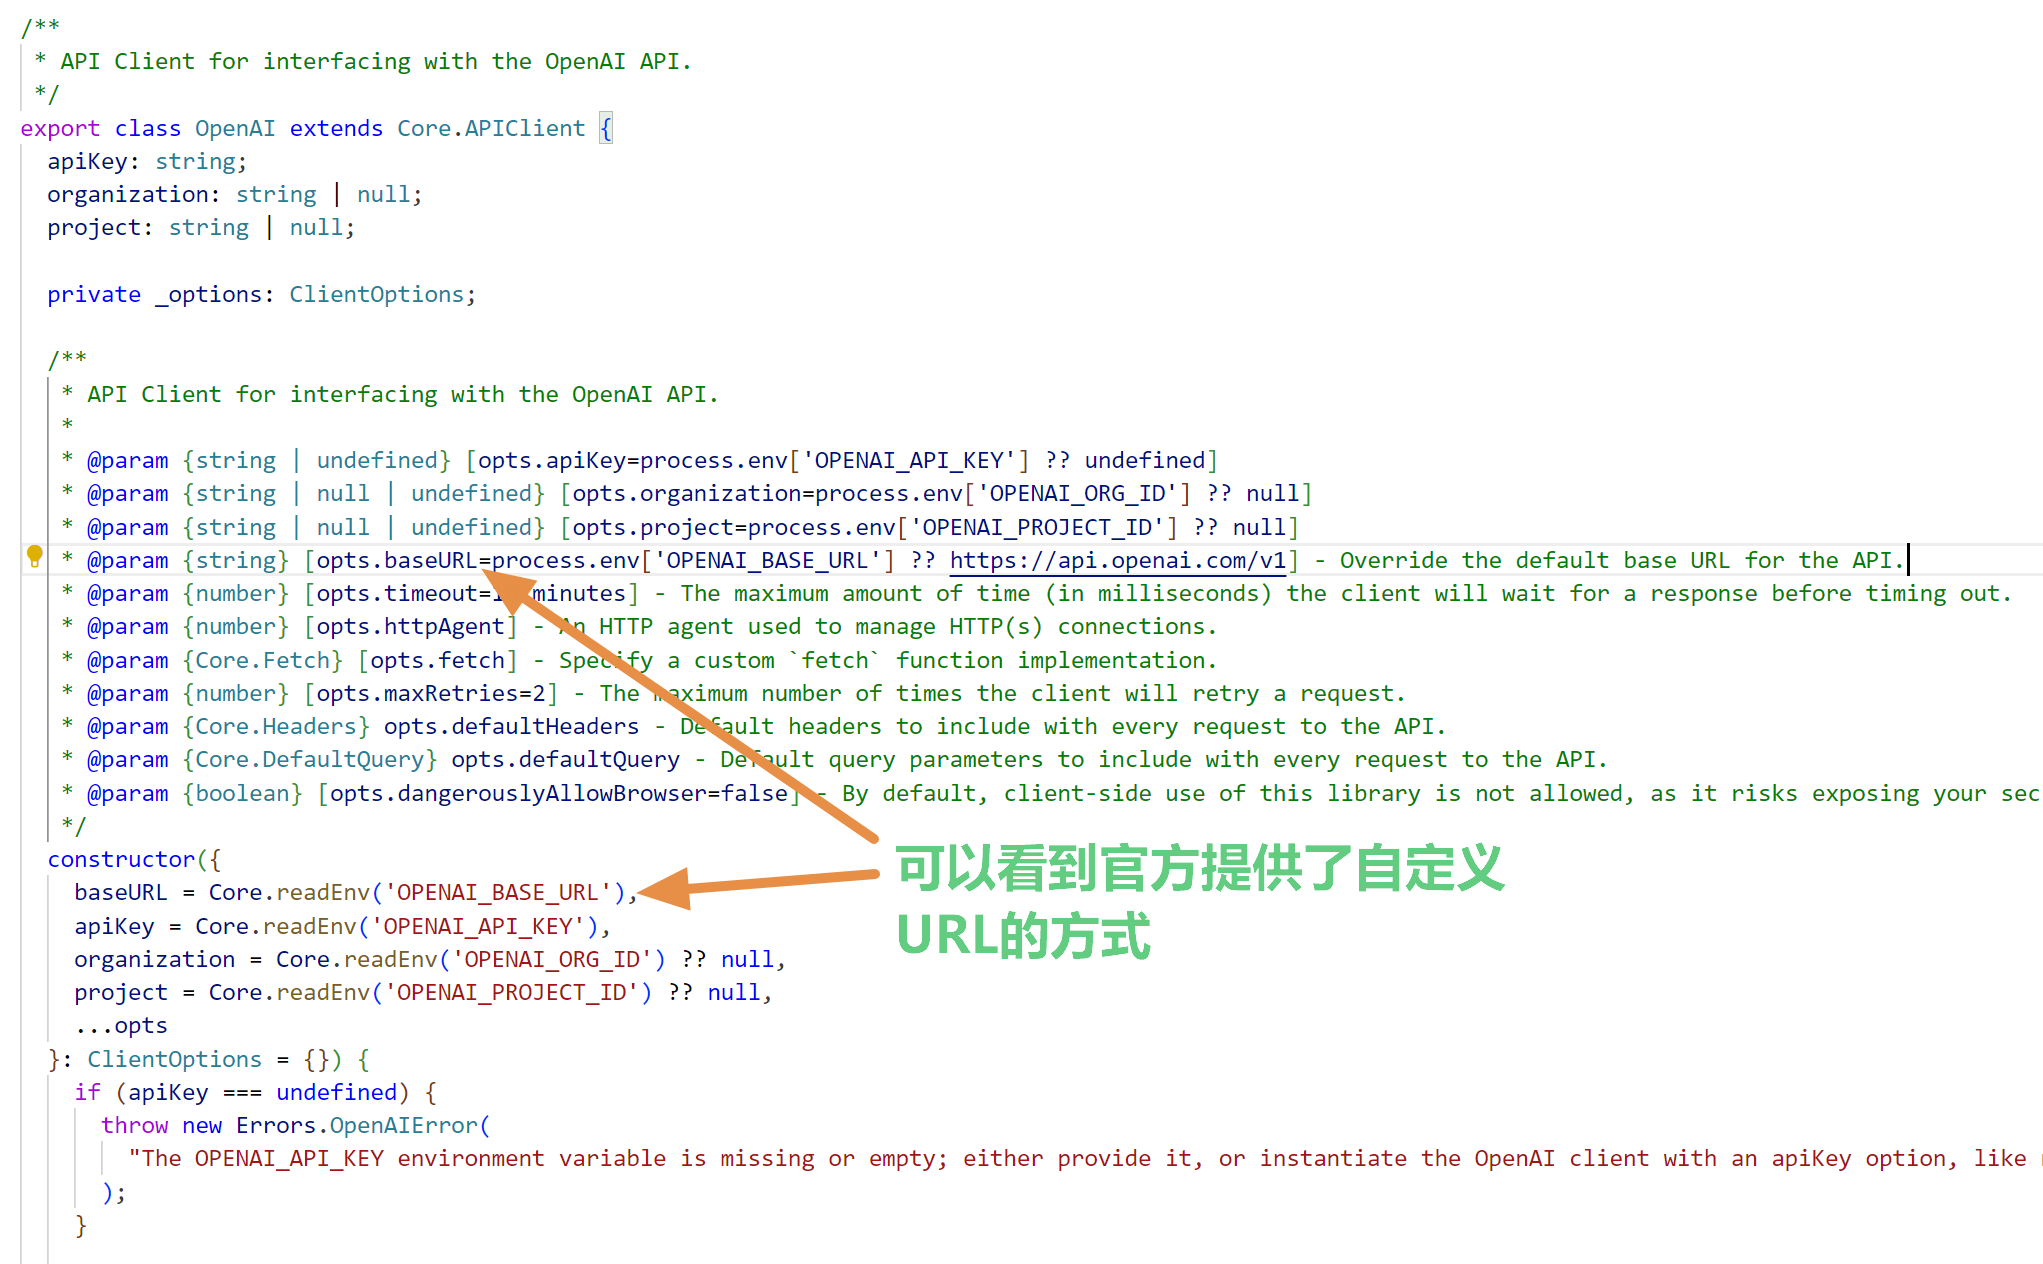 /**
 * API Client for interfacing with the OpenAI API.
 */
export class OpenAI extends Core.APIClient {
  apiKey: string;
  organization: string | null;
  project: string | null;

  private _options: ClientOptions;

  /**
   * API Client for interfacing with the OpenAI API.
   *
   * @param {string | undefined} [opts.apiKey=process.env['OPENAI_API_KEY'] ?? undefined]
   * @param {string | null | undefined} [opts.organization=process.env['OPENAI_ORG_ID'] ?? null]
   * @param {string | null | undefined} [opts.project=process.env['OPENAI_PROJECT_ID'] ?? null]
   * @param {string} [opts.baseURL=process.env['OPENAI_BASE_URL'] ?? https://api.openai.com/v1] - Override the default base URL for the API.
   * @param {number} [opts.timeout= minutes] - The maximum amount of time (in milliseconds) the client will wait for a response before timing out.
   * @param {number} [opts.httpAgent] - An HTTP agent used to manage HTTP(s) connections.
   * @param {Core.Fetch} [opts.fetch] - Specify a custom `fetch` function implementation.
   * @param {number} [opts.maxRetries=2] - The maximum number of times the client will retry a request.
   * @param {Core.Headers} opts.defaultHeaders - Default headers to include with every request to the API.
   * @param {Core.DefaultQuery} opts.defaultQuery - Default query parameters to include with every request to the API.
   * @param {boolean} [opts.dangerouslyAllowBrowser=false] - By default, client-side use of this library is not allowed, as it risks exposing your sec
   */
  constructor({
    baseURL = Core.readEnv('OPENAI_BASE_URL'),
    apiKey = Core.readEnv('OPENAI_API_KEY'),
    organization = Core.readEnv('OPENAI_ORG_ID') ?? null,
    project = Core.readEnv('OPENAI_PROJECT_ID') ?? null,
    ...opts
  }: ClientOptions = {}) {
    if (apiKey === undefined) {
      throw new Errors.OpenAIError(
        "The OPENAI_API_KEY environment variable is missing or empty; either provide it, or instantiate the OpenAI client with an apiKey option, like
      );
    }
可以看到官方提供了自定义
URL的方式